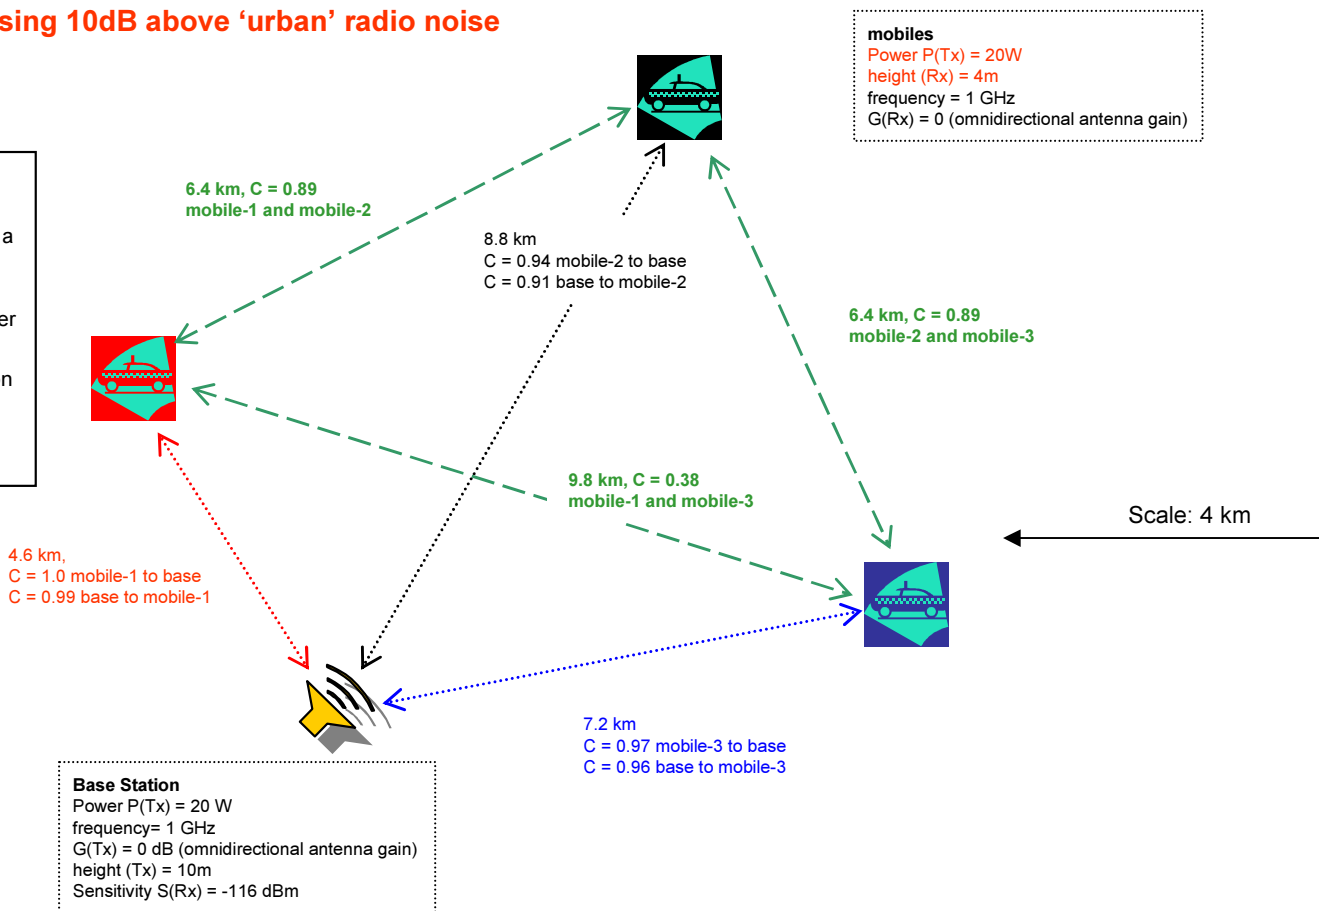 sing 10dB above ‘urban’ radio noise
mobiles
Power P(Tx) = 20W
height (Rx) = 4m
frequency = 1 GHz
G(Rx) = 0 (omnidirectional antenna gain)
a
er
on
6.4 km, C = 0.89
mobile-1 and mobile-2
8.8 km
C = 0.94 mobile-2 to base
C = 0.91 base to mobile-2
6.4 km, C = 0.89
mobile-2 and mobile-3
9.8 km, C = 0.38
mobile-1 and mobile-3
Scale: 4 km
4.6 km,
C = 1.0 mobile-1 to base
C = 0.99 base to mobile-1
7.2 km
C = 0.97 mobile-3 to base
C = 0.96 base to mobile-3
Base Station
Power P(Tx) = 20 W
frequency= 1 GHz
G(Tx) = 0 dB (omnidirectional antenna gain)
height (Tx) = 10m
Sensitivity S(Rx) = -116 dBm